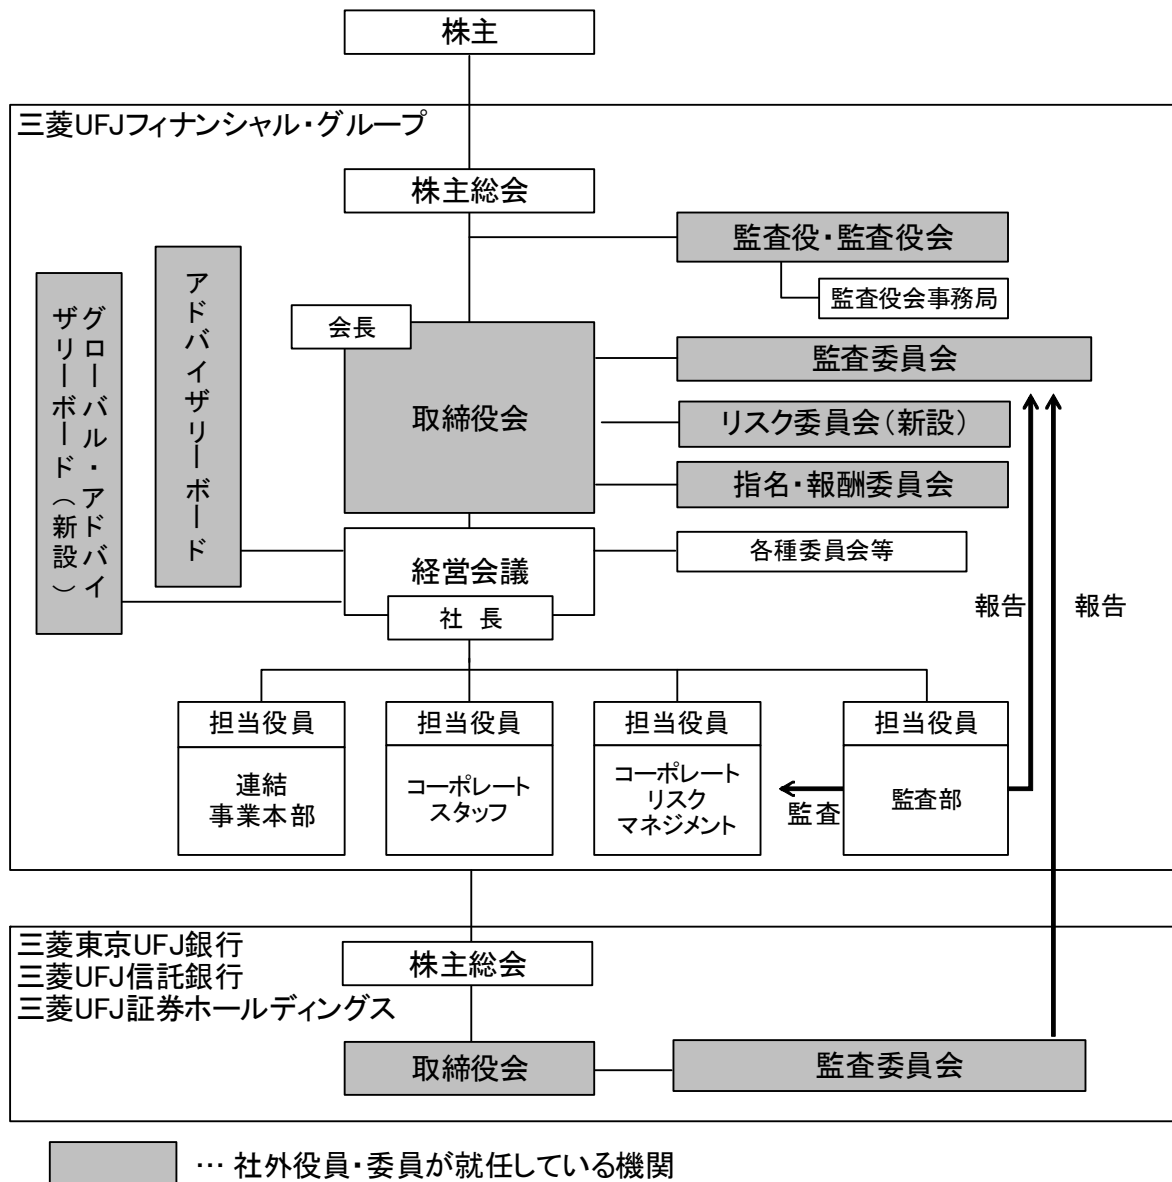 株主
三菱UFJフィナンシャル・グループ
株主総会
監査役・監査役会
監査役会事務局
グローバル・アドバイ
ザリーボード（新設）
アドバイザリーボード
会長
取締役会
監査委員会
リスク委員会（新設）
指名・報酬委員会
経営会議
各種委員会等
社 長
報告
報告
担当役員
連結
事業本部
担当役員
コーポレート
スタッフ
担当役員
コーポレート
リスク
マネジメント
監査
担当役員
監査部
三菱東京UFJ銀行
三菱UFJ信託銀行
三菱UFJ証券ホールディングス
株主総会
取締役会
監査委員会
… 社外役員・委員が就任している機関